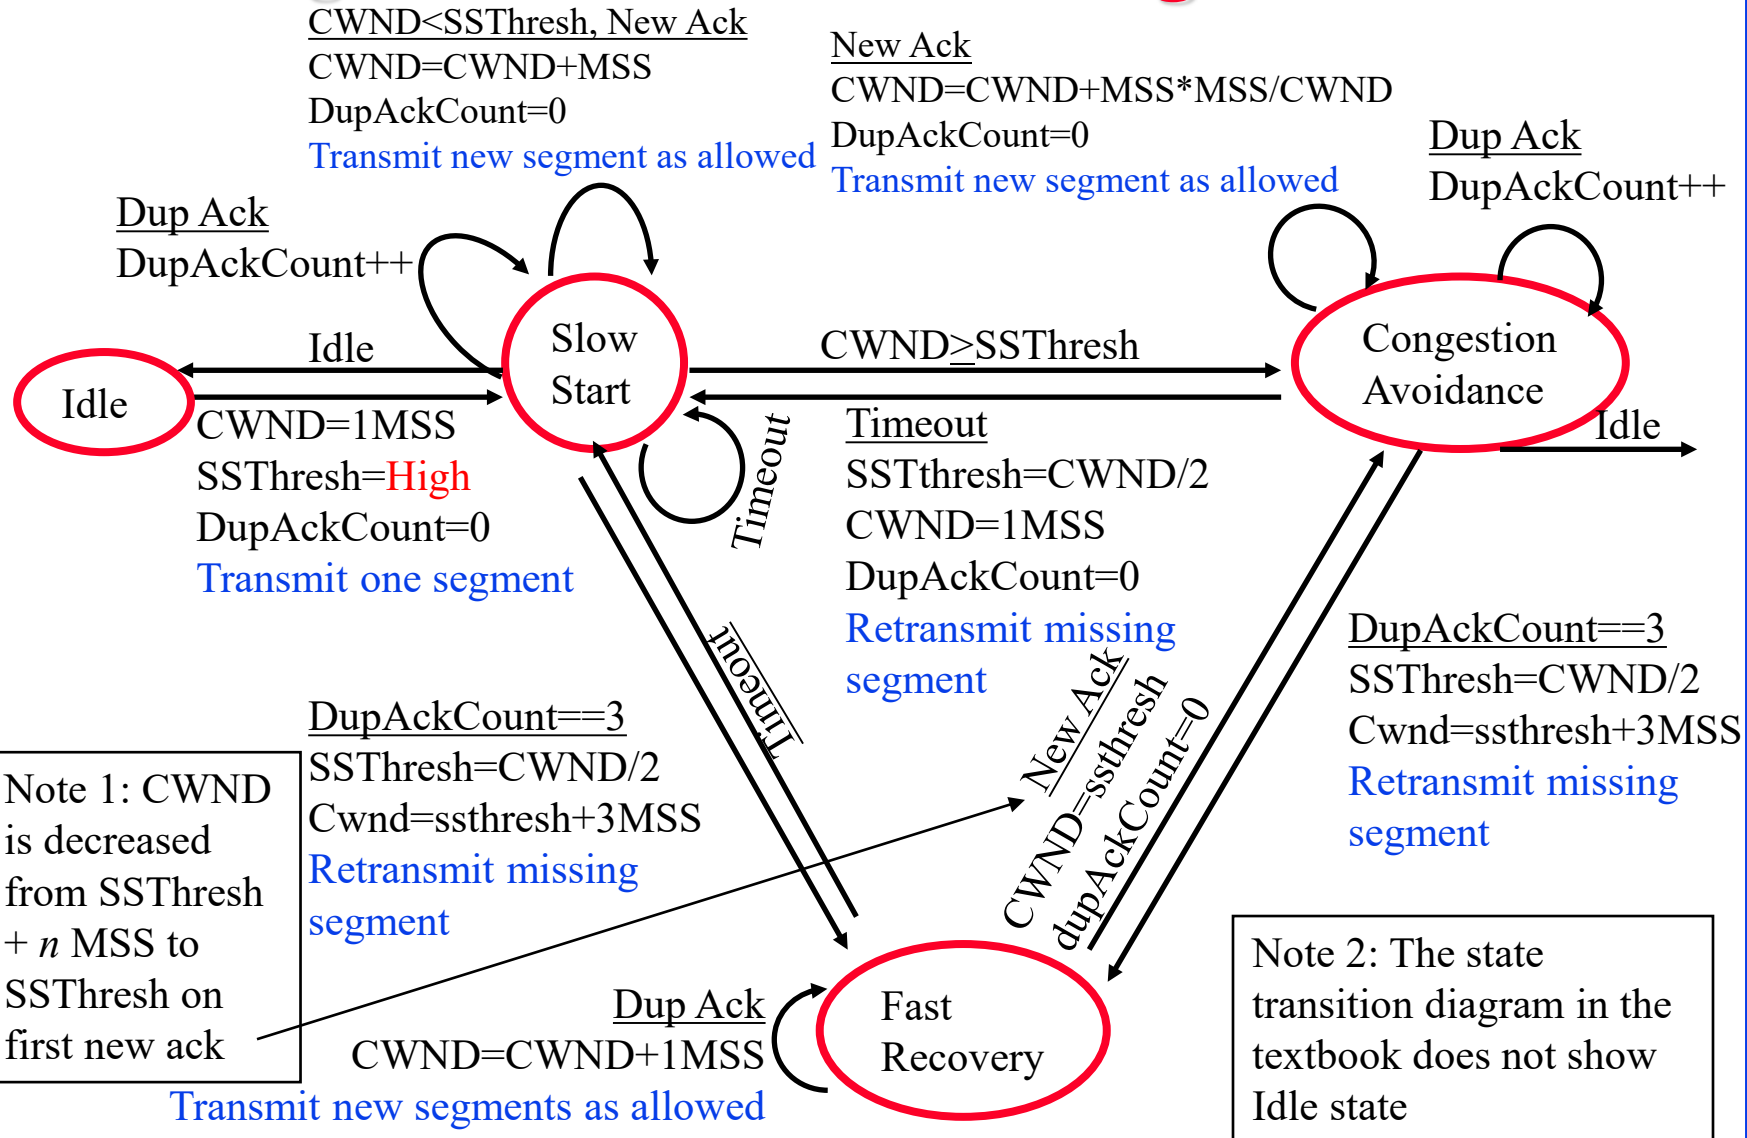 CWND<SSThresh, New Ack
CWND=CWND+MSS
DupAckCount=0
Transmit new segment as allowed
New Ack
CWND=CWND+MSS*MSS/CWND
DupAckCount=0
Transmit new segment as allowed
Dup Ack
DupAckCount++
Dup Ack
DupAckCount++
Idle
Idle
Slow
Start
CWND≥SSThresh
Congestion
Avoidance
Idle
CWND=1MSS
SSThresh=High
DupAckCount=0
Transmit one segment
Timeout
Timeout
SSTthresh=CWND/2
CWND=1MSS
DupAckCount=0
Retransmit missing
segment
Timeout
New Ack
CWND=ssthresh
dupAckCount=0
DupAckCount==3
SSThresh=CWND/2
Cwnd=ssthresh+3MSS
Retransmit missing
segment
DupAckCount==3
SSThresh=CWND/2
Cwnd=ssthresh+3MSS
Retransmit missing
segment
Note 1: CWND
is decreased
from SSThresh
+ n MSS to
SSThresh on
first new ack
Dup Ack
CWND=CWND+1MSS
Transmit new segments as allowed
Fast
Recovery
Note 2: The state
transition diagram in the
textbook does not show
Idle state